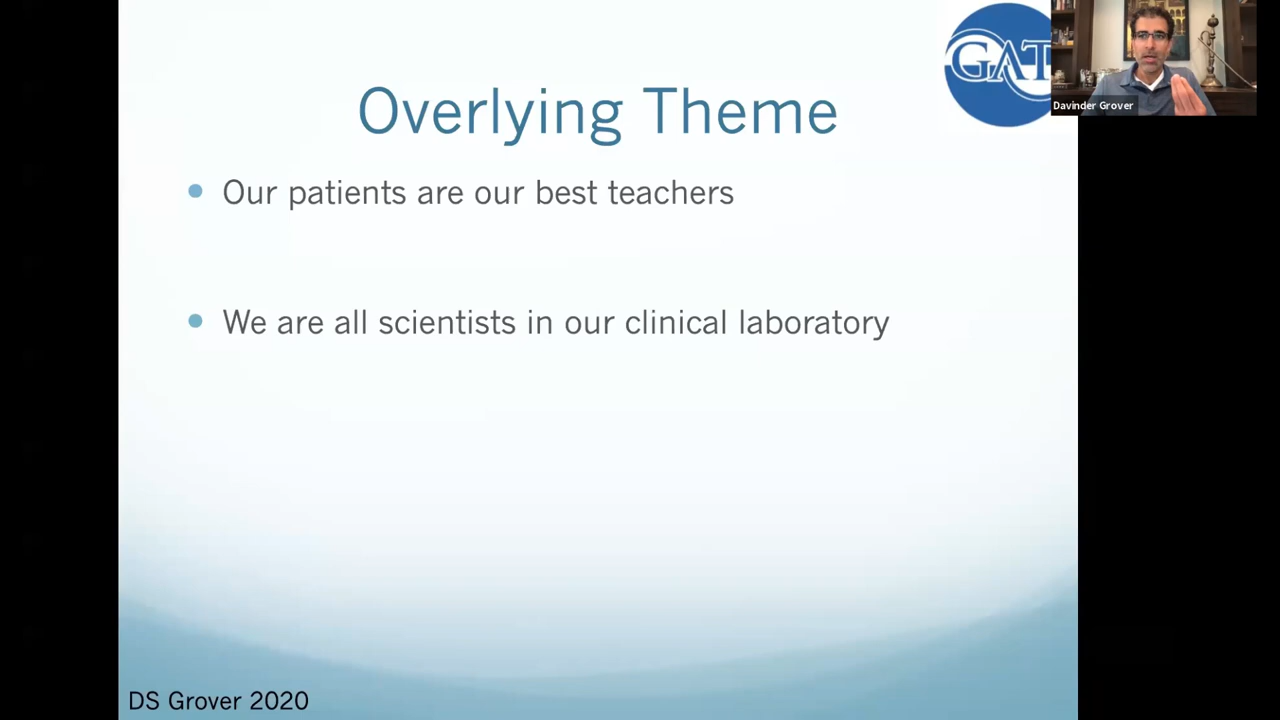 GAT
Davinder Grover
Overlying Theme
Our patients are our best teachers
We are all scientists in our clinical laboratory
DS Grover 2020